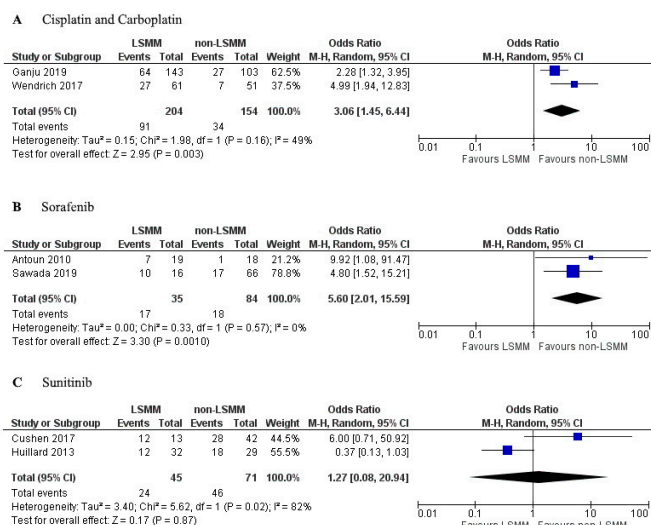 A Cisplatin and Carboplatin
LSMM non-LSMM Odds Ratio Odds Ratio
Study or Subgroup Events Total Events Total Weight M-H, Random, 95% CI M-H, Random, 95% CI
Ganju 2019 64 143 27 103 62.5% 2.28 [1.32, 3.95]
Wendrich 2017 27 61 7 51 37.5% 4.99 [1.94, 12.83]
Total (95% CI) 204 154 100.0% 3.06 [1.45, 6.44]
Total events 91 34
Heterogeneity: Tau² = 0.15; Chi² = 1.98, df = 1 (P = 0.16); I² = 49%
Test for overall effect: Z = 2.95 (P = 0.003)
0.01 0.1 1 10 100
Favours LSMM Favours non-LSMM
B Sorafenib
LSMM non-LSMM Odds Ratio Odds Ratio
Study or Subgroup Events Total Events Total Weight M-H, Random, 95% CI M-H, Random, 95% CI
Antoun 2010 7 19 1 18 21.2% 9.92 [1.08, 91.47]
Sawada 2019 10 16 17 66 78.8% 4.80 [1.52, 15.21]
Total (95% CI) 35 84 100.0% 5.60 [2.01, 15.59]
Total events 17 18
Heterogeneity: Tau² = 0.00; Chi² = 0.33, df = 1 (P = 0.57); I² = 0%
Test for overall effect: Z = 3.30 (P = 0.0010)
0.01 0.1 1 10 100
Favours LSMM Favours non-LSMM
C Sunitinib
LSMM non-LSMM Odds Ratio Odds Ratio
Study or Subgroup Events Total Events Total Weight M-H, Random, 95% CI M-H, Random, 95% CI
Cushen 2017 12 13 28 42 44.5% 6.00 [0.71, 50.92]
Huillard 2013 12 32 18 29 55.5% 0.37 [0.13, 1.03]
Total (95% CI) 45 71 100.0% 1.27 [0.08, 20.94]
Total events 24 46
Heterogeneity: Tau² = 3.40; Chi² = 5.62, df = 1 (P = 0.02); I² = 82%
Test for overall effect: Z = 0.17 (P = 0.87)
0.01 0.1 1 10 100
Favours LSMM Favours non-LSMM